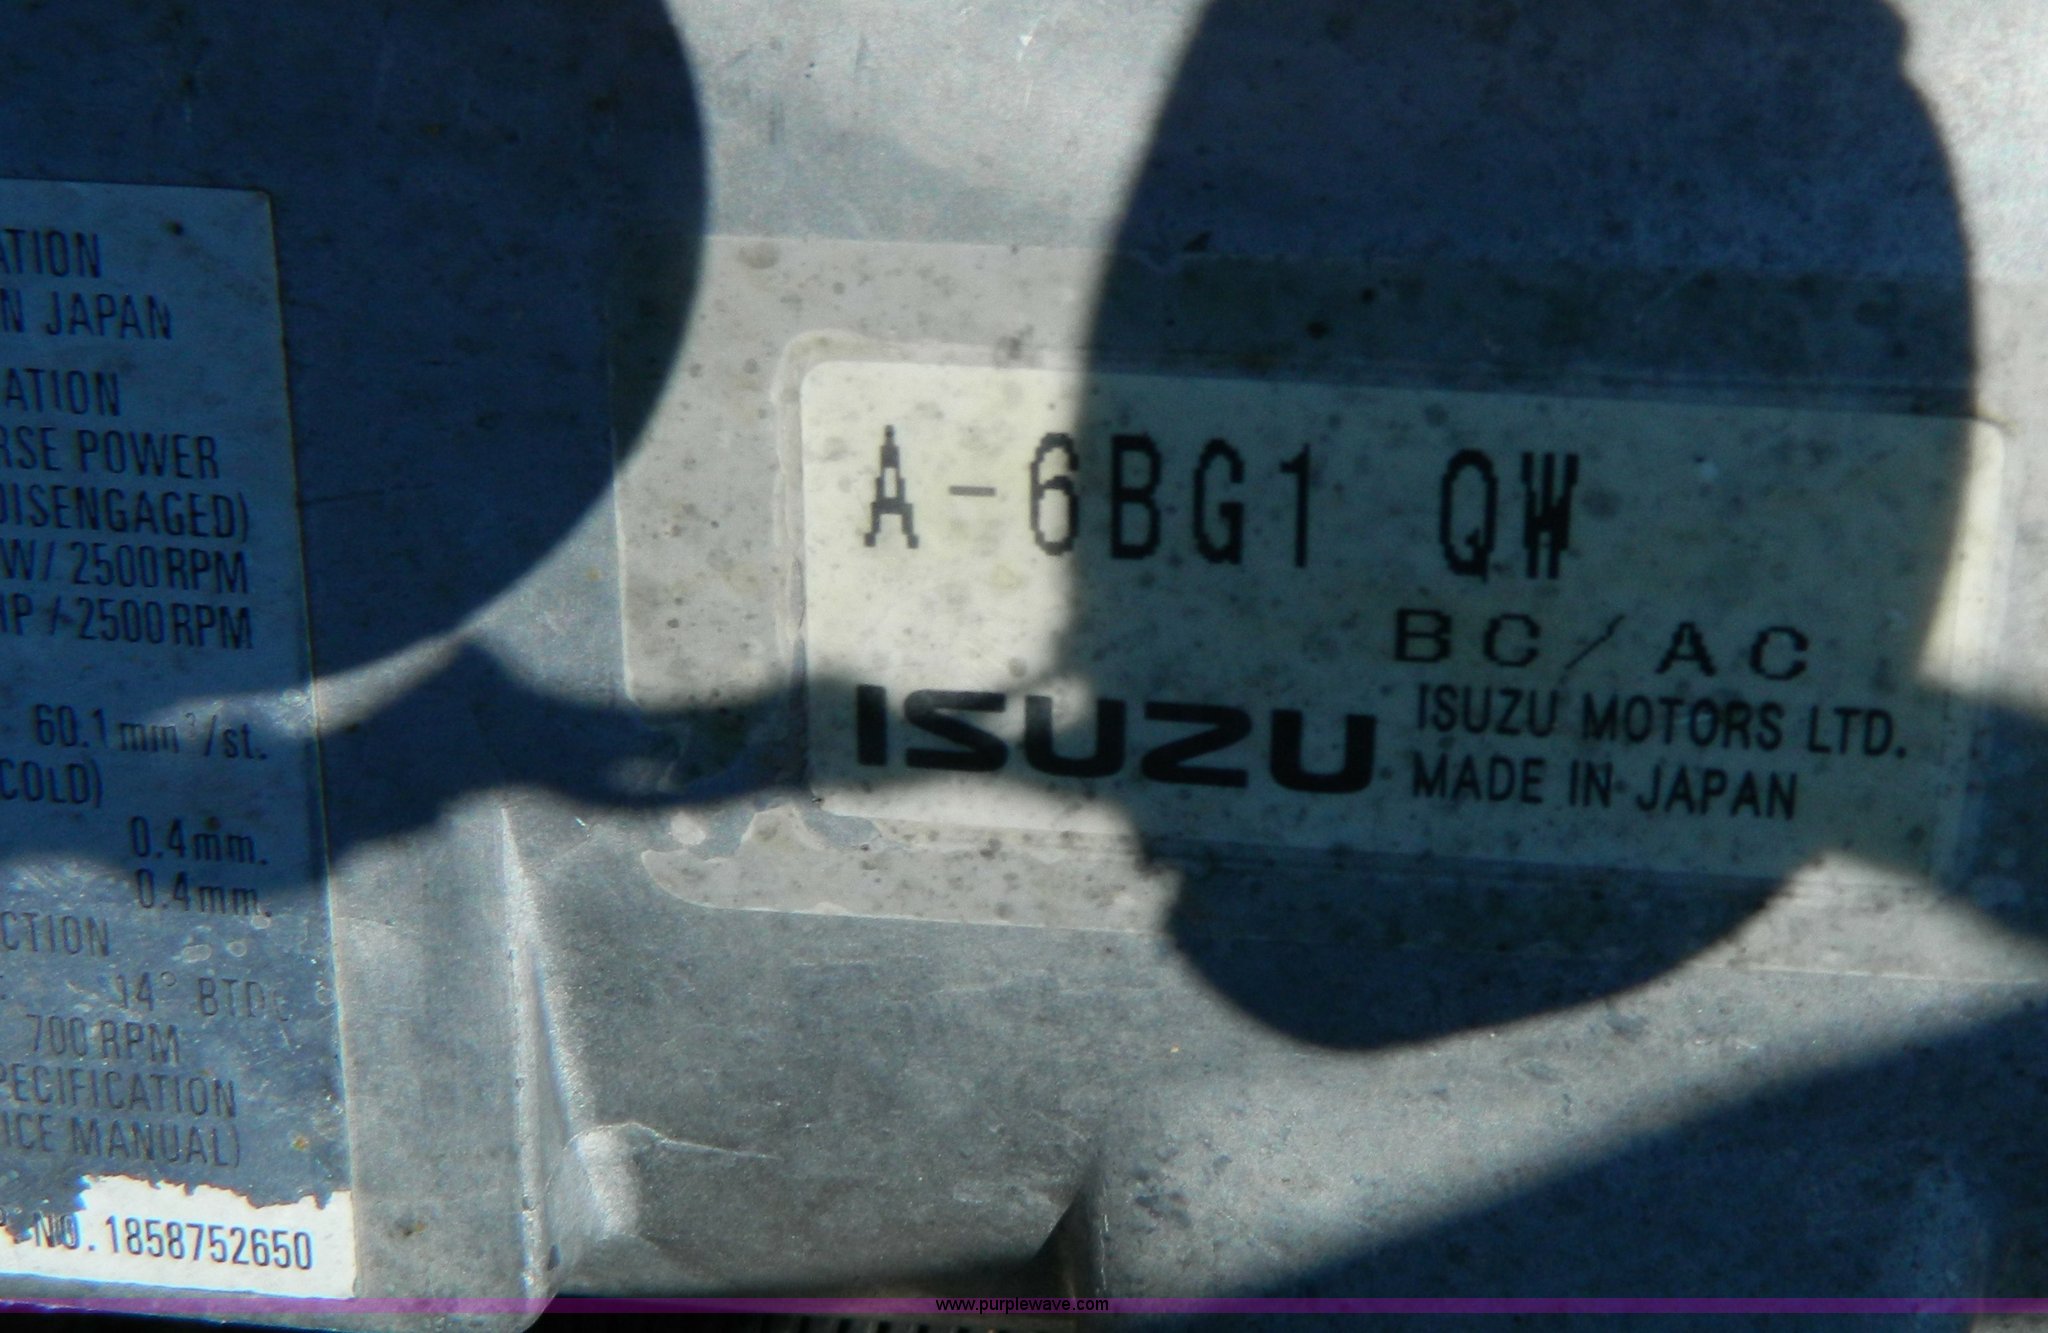 ATION
N JAPAN
ATION
RSE POWER
DISENGAGED)
W/ 2500 RPM
HP / 2500 RPM
60.1 mm³/st.
COLD)
0.4 mm.
0.4 mm.
CTION
14° BTDC
700 RPM
PECIFICATION
ICE MANUAL)
P. NO. 1858752650
A-6BG1 QW
BC/AC
ISUZU
ISUZU MOTORS LTD.
MADE IN JAPAN
www.purplewave.com